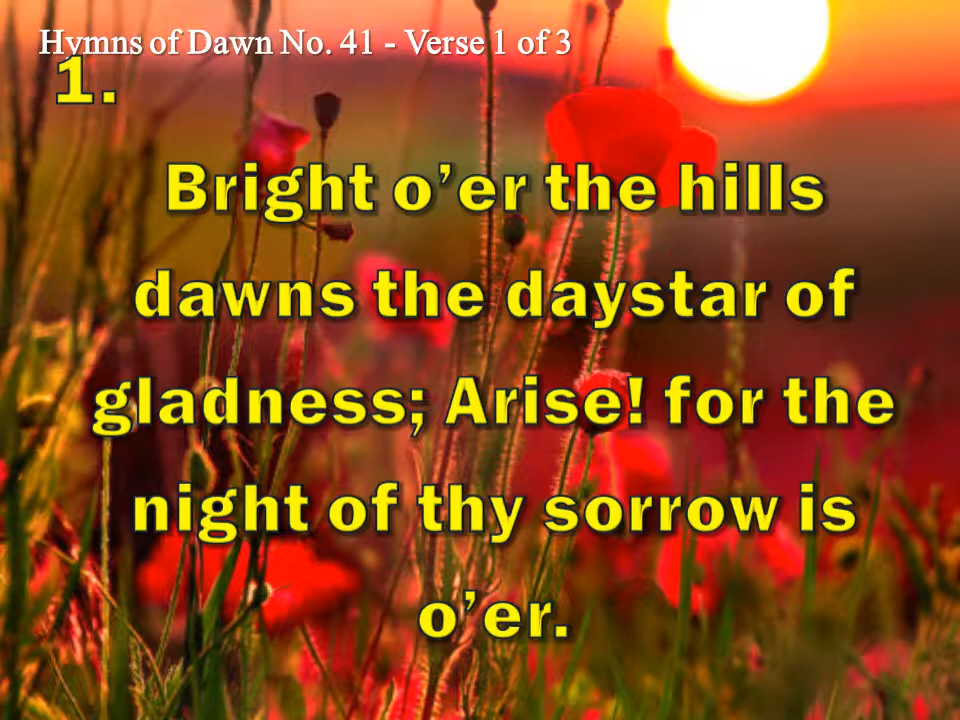 Hymns of Dawn No. 41 - Verse 1 of 3
1.
Bright o’er the hills
dawns the daystar of
gladness; Arise! for the
night of thy sorrow is
o’er.